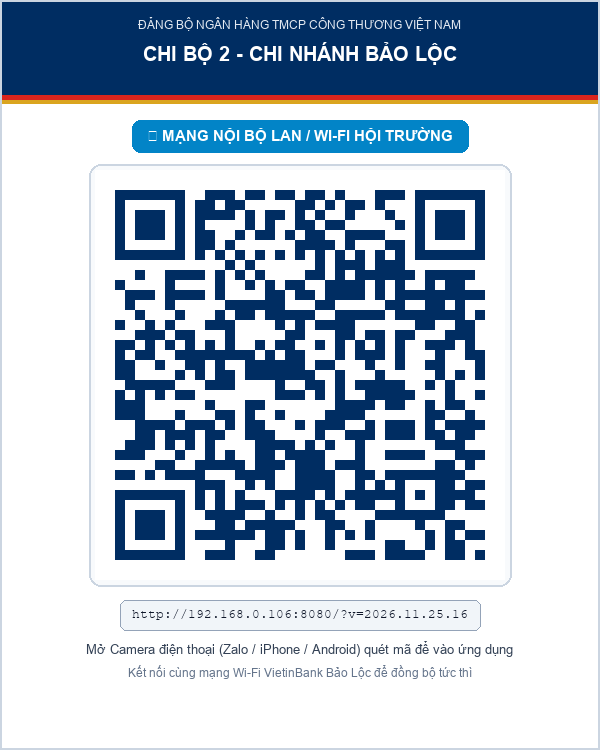 ĐẢNG BỘ NGÂN HÀNG TMCP CÔNG THƯƠNG VIỆT NAM
CHI BỘ 2 - CHI NHÁNH BẢO LỘC
MẠNG NỘI BỘ LAN / WI-FI HỘI TRƯỜNG
http://192.168.0.106:8080/?v=2026.11.25.16
Mở Camera điện thoại (Zalo / iPhone / Android) quét mã để vào ứng dụng
Kết nối cùng mạng Wi-Fi VietinBank Bảo Lộc để đồng bộ tức thì